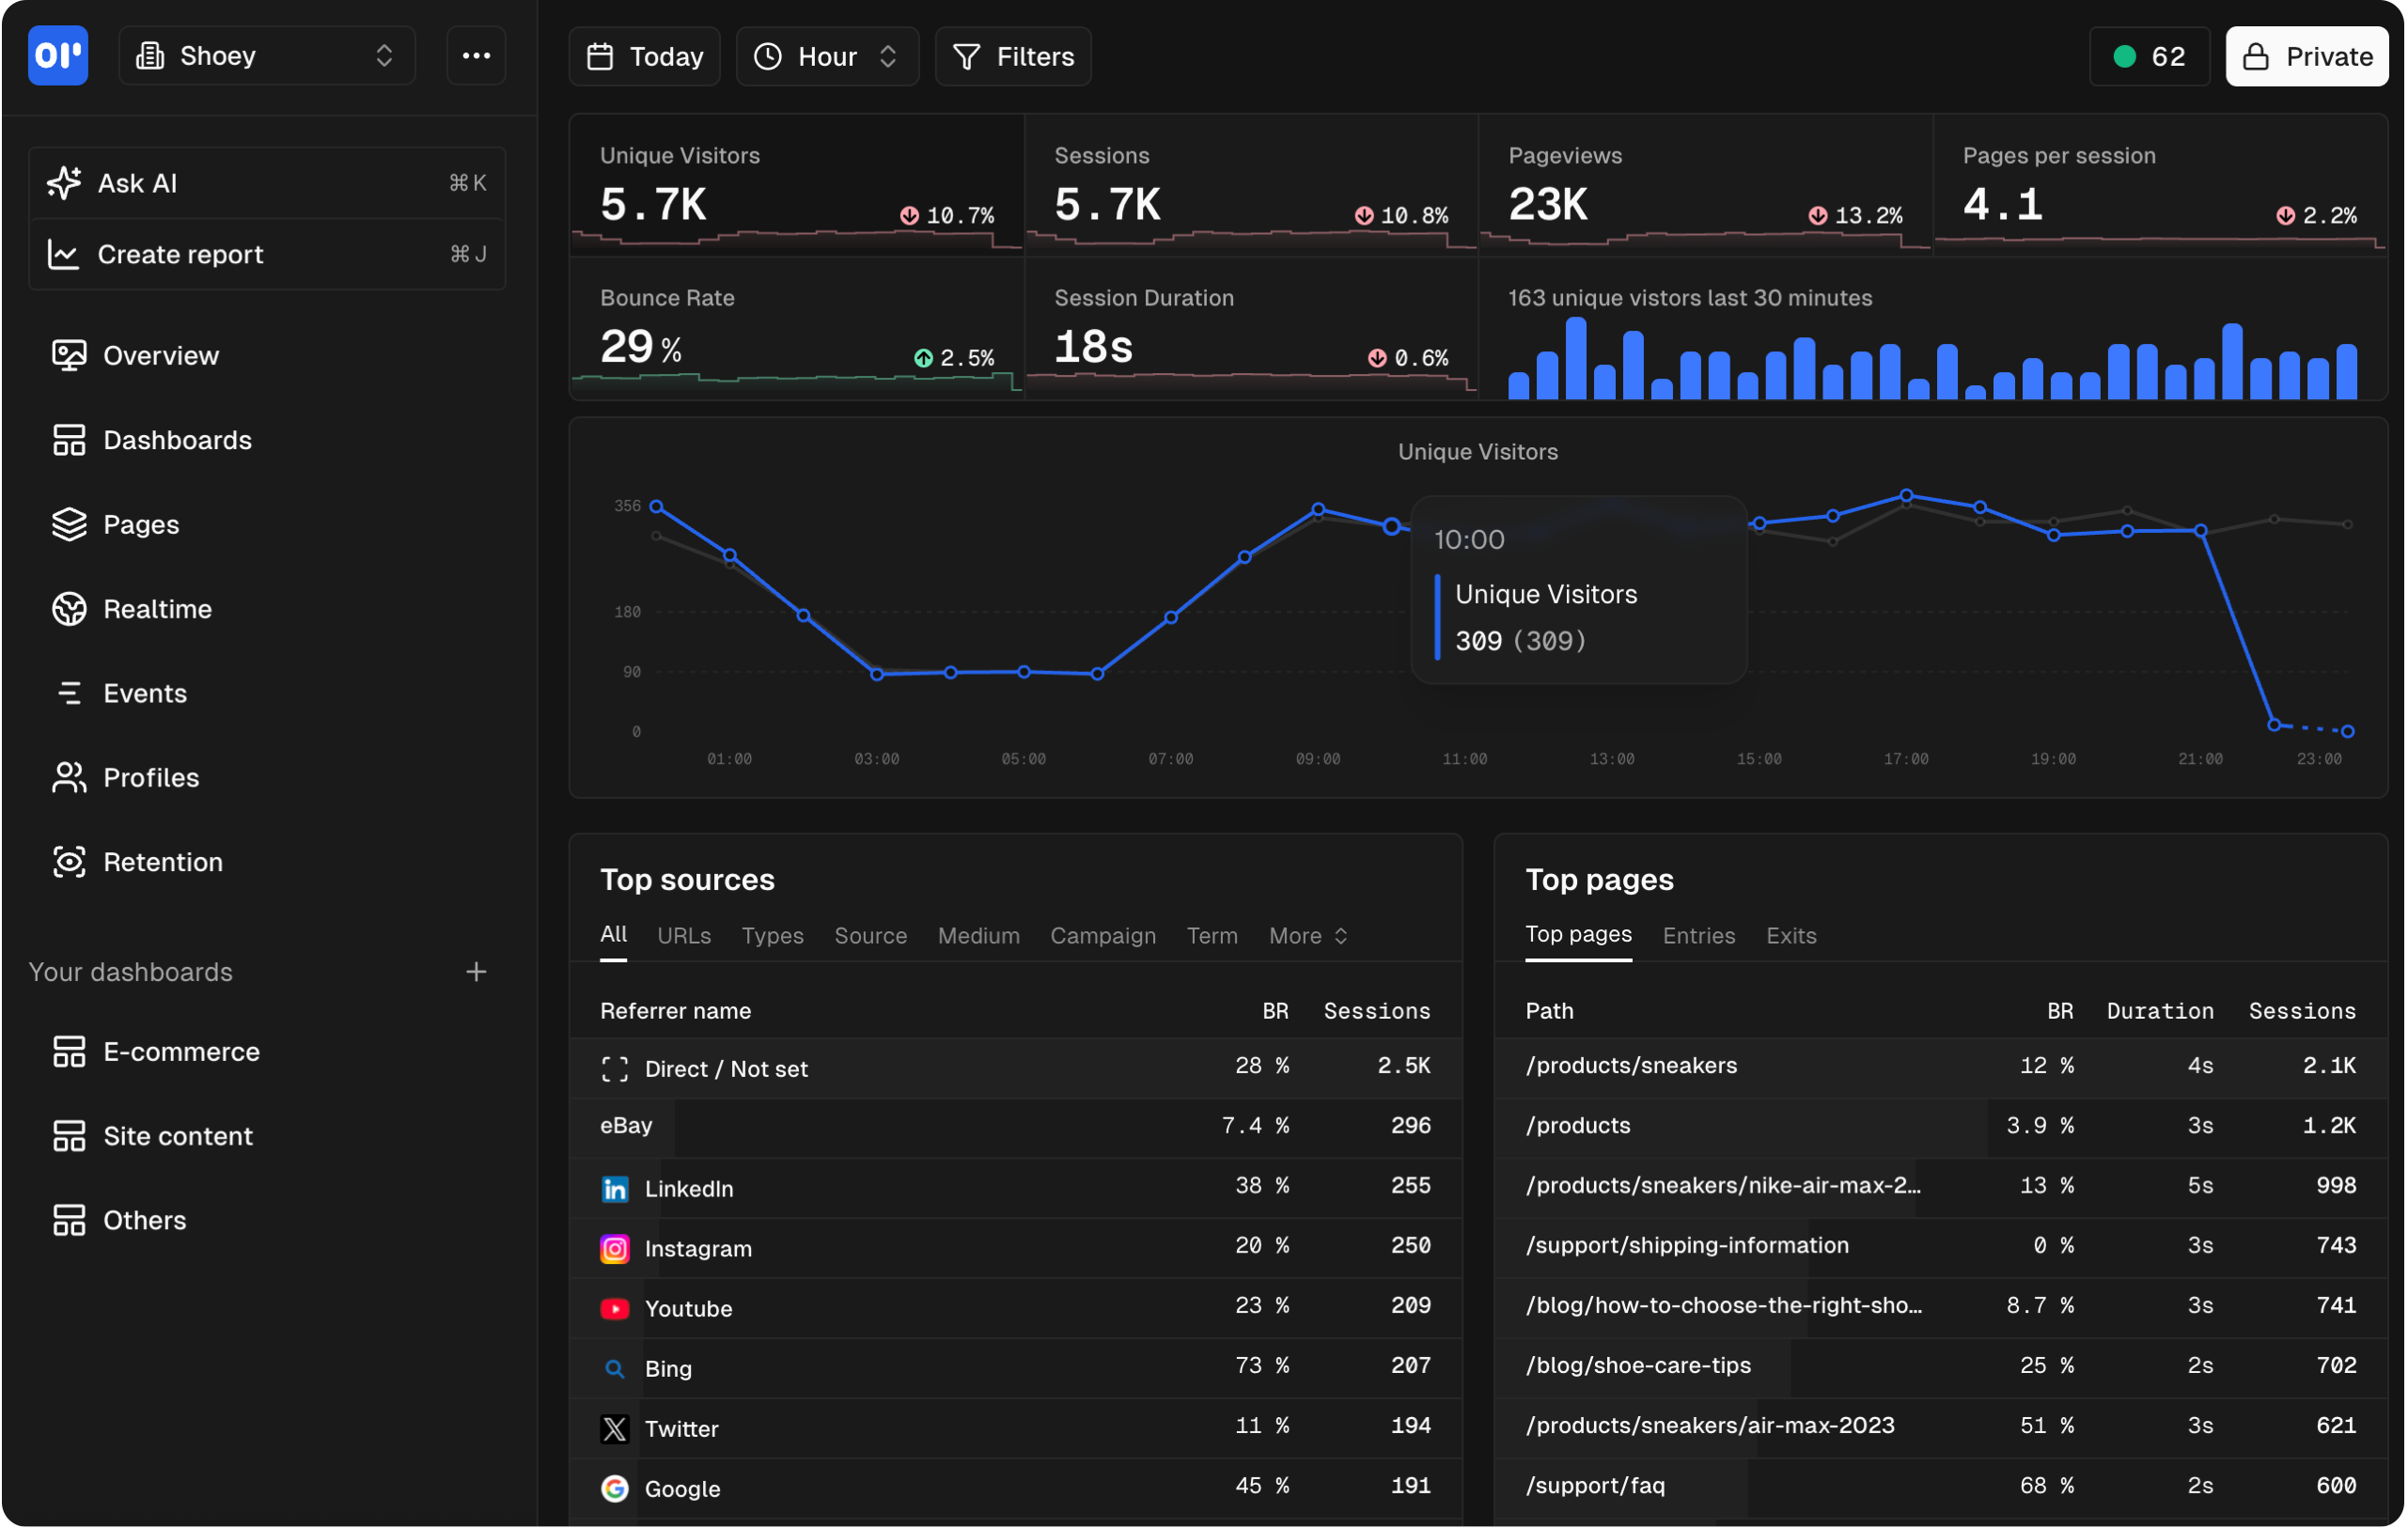 Shoey
Today
Hour
Filters
62
Private
Ask AI ⌘K
Create report ⌘J
Overview
Dashboards
Pages
Realtime
Events
Profiles
Retention
Your dashboards
E-commerce
Site content
Others
Unique Visitors
5.7K 10.7%
Sessions
5.7K 10.8%
Pageviews
23K 13.2%
Pages per session
4.1 2.2%
Bounce Rate
29 % 2.5%
Session Duration
18s 0.6%
163 unique vistors last 30 minutes
Unique Visitors
356
180
90
0
10:00
Unique Visitors
309 (309)
01:00 03:00 05:00 07:00 09:00 11:00 13:00 15:00 17:00 19:00 21:00 23:00
Top sources
All URLs Types Source Medium Campaign Term More
Referrer name BR Sessions
Direct / Not set 28 % 2.5K
eBay 7.4 % 296
LinkedIn 38 % 255
Instagram 20 % 250
Youtube 23 % 209
Bing 73 % 207
Twitter 11 % 194
Google 45 % 191
Top pages
Top pages Entries Exits
Path BR Duration Sessions
/products/sneakers 12 % 4s 2.1K
/products 3.9 % 3s 1.2K
/products/sneakers/nike-air-max-2… 13 % 5s 998
/support/shipping-information 0 % 3s 743
/blog/how-to-choose-the-right-sho… 8.7 % 3s 741
/blog/shoe-care-tips 25 % 2s 702
/products/sneakers/air-max-2023 51 % 3s 621
/support/faq 68 % 2s 600